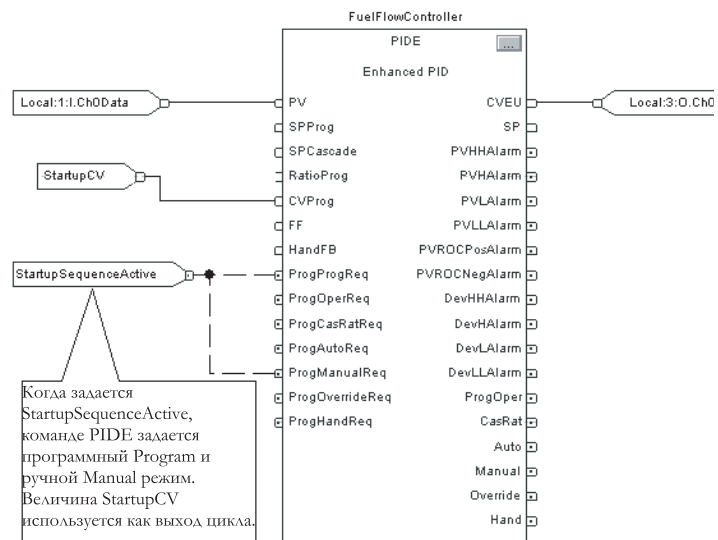 FuelFlowController
PIDE
...
Enhanced PID
Local:1:I.Ch0Data
PV
CVEU
Local:3:O.Ch0
SPProg
SP
SPCascade
PVHHAlarm
StartupCV
RatioProg
PVHAlarm
CVProg
PVLAlarm
FF
PVLLAlarm
HandFB
PVROCPosAlarm
StartupSequenceActive
ProgProgReq
PVROCNegAlarm
ProgOperReq
DevHHAlarm
ProgCasRatReq
DevHAlarm
ProgAutoReq
DevLAlarm
ProgManualReq
DevLLAlarm
ProgOverrideReq
ProgOper
ProgHandReq
CasRat
Auto
Manual
Override
Hand
Когда задается
StartupSequenceActive,
команде PIDE задается
программный Program и
ручной Manual режим.
Величина StartupCV
используется как выход цикла.